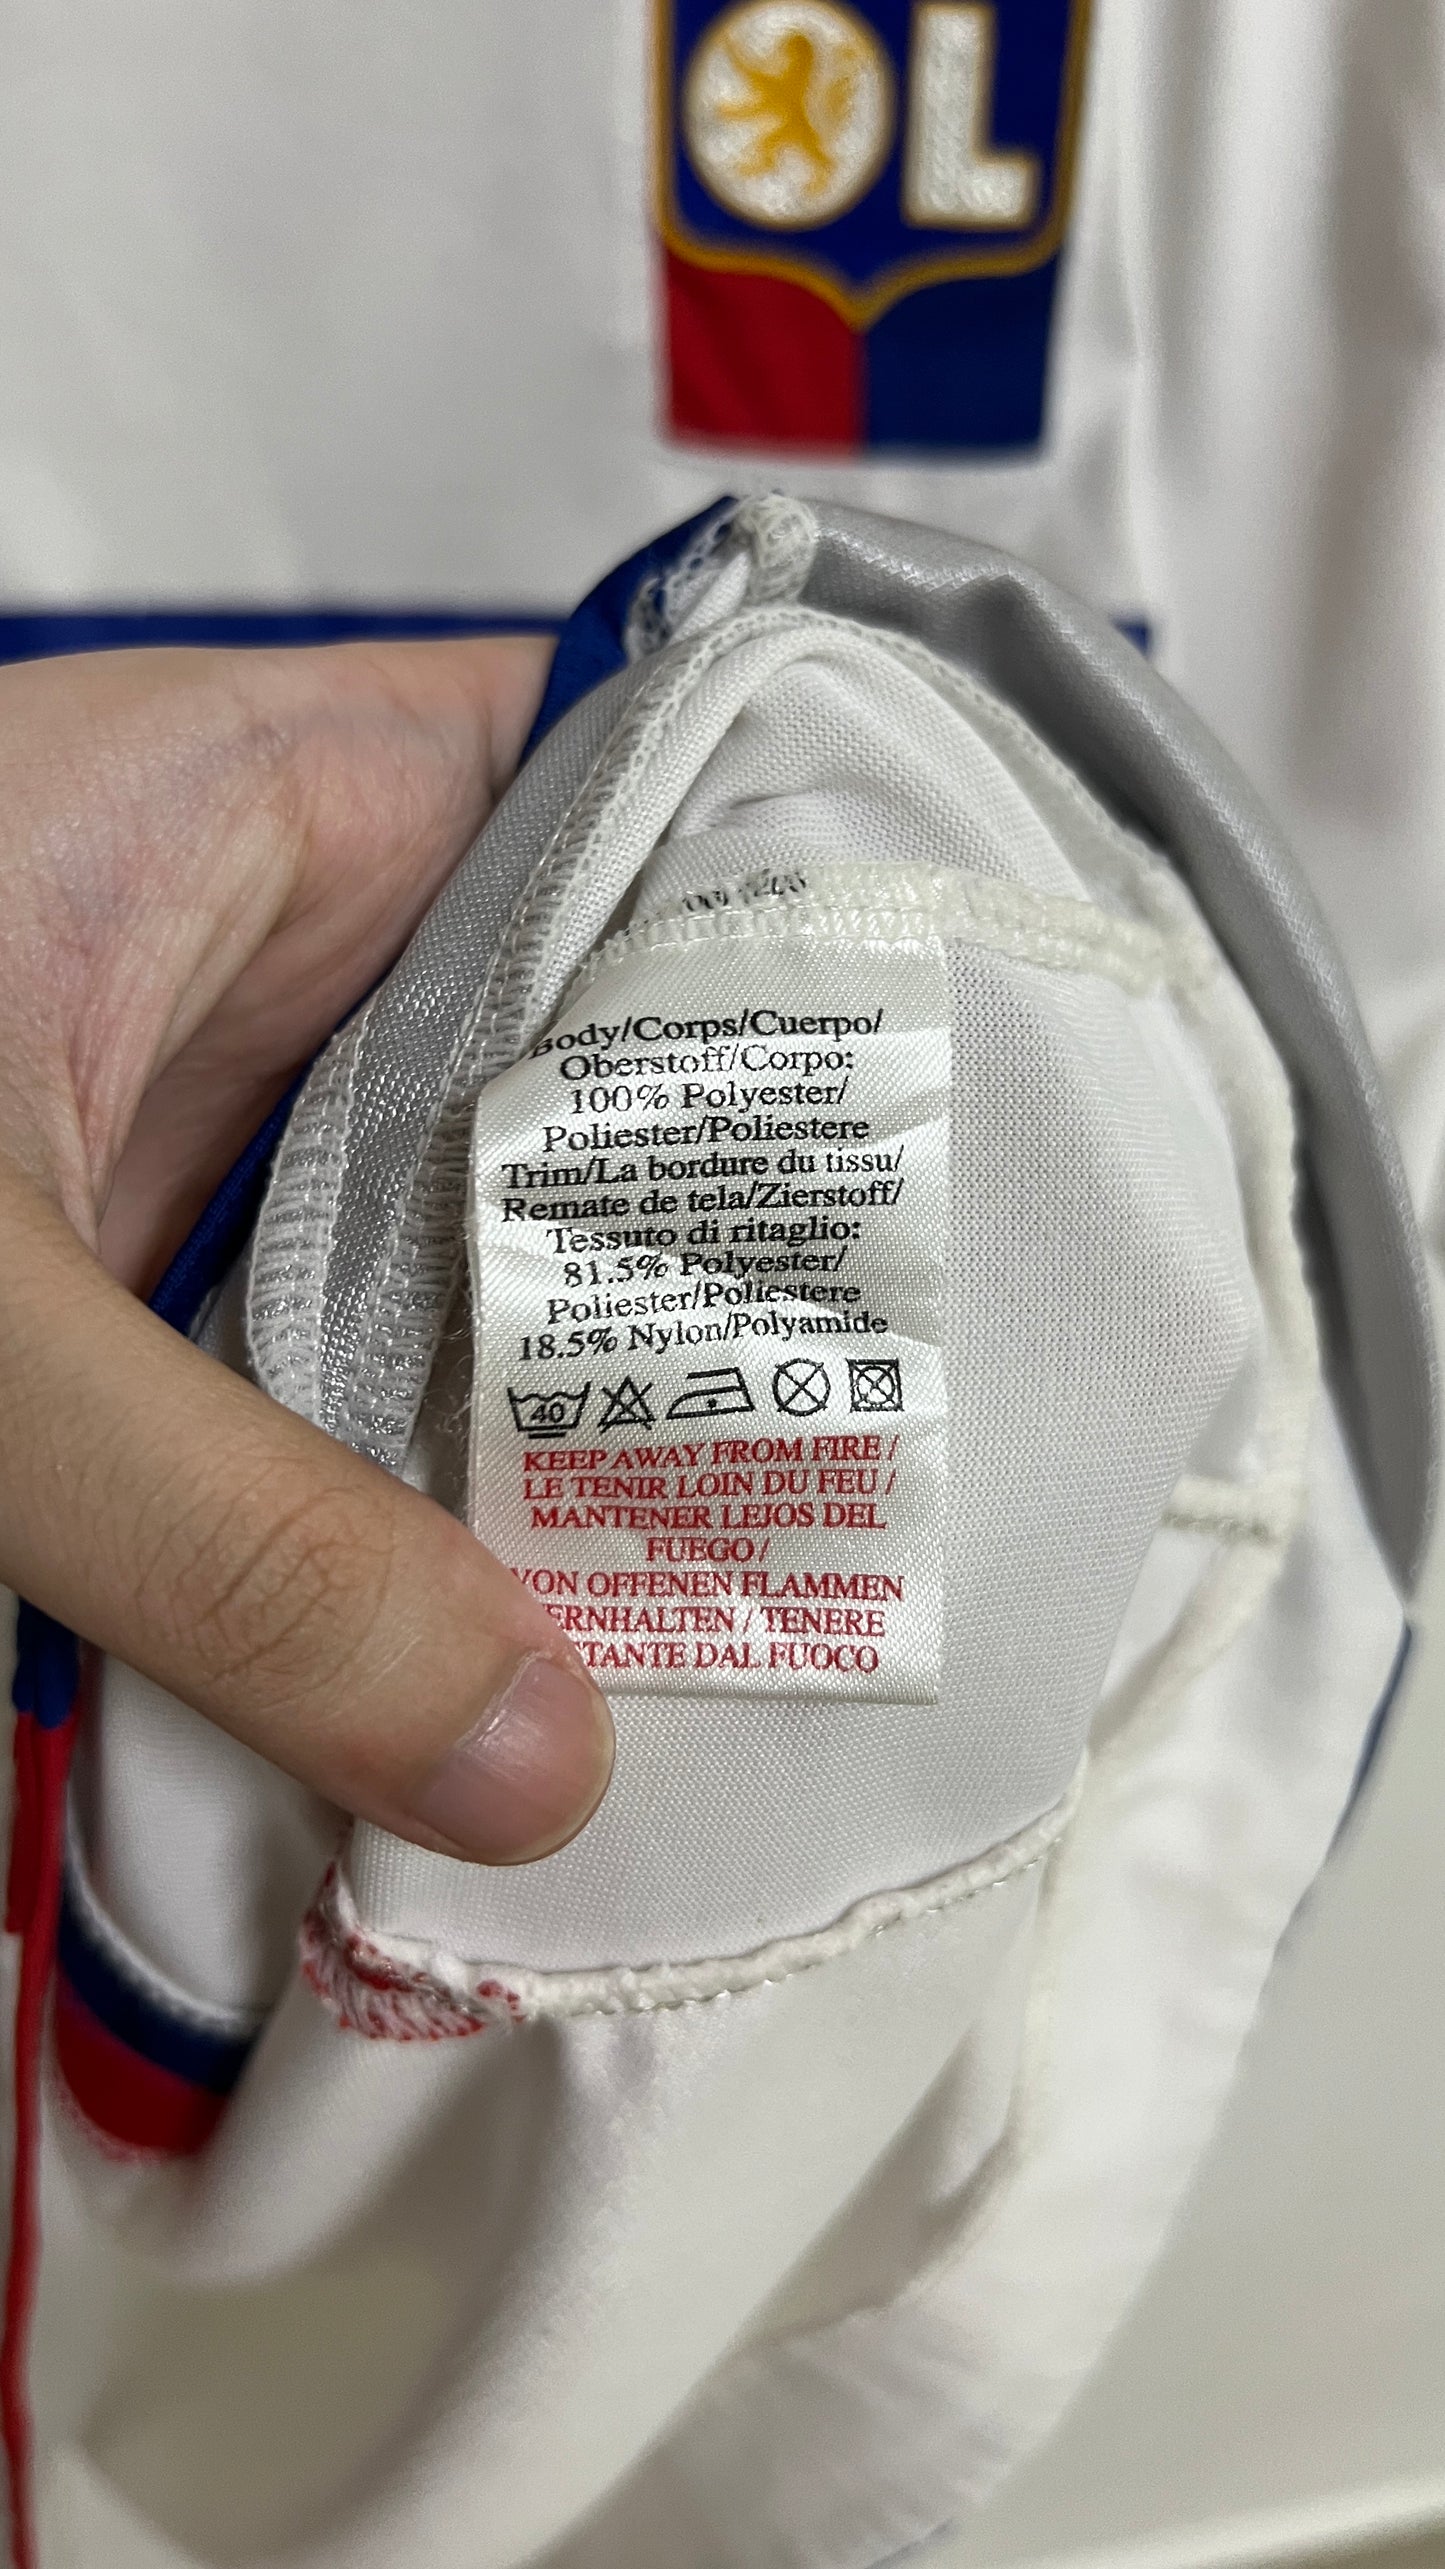 OL
Body/Corps/Cuerpo/
Oberstoff/Corpo:
100% Polyester/
Poliester/Poliestere
Trim/La bordure du tissu/
Remate de tela/Zierstoff/
Tessuto di ritaglio:
81.5% Polyester/
Poliester/Poliestere
18.5% Nylon/Polyamide
40
KEEP AWAY FROM FIRE /
LE TENIR LOIN DU FEU /
MANTENER LEJOS DEL
FUEGO /
VON OFFENEN FLAMMEN
ERNHALTEN / TENERE
TANTE DAL FUOCO